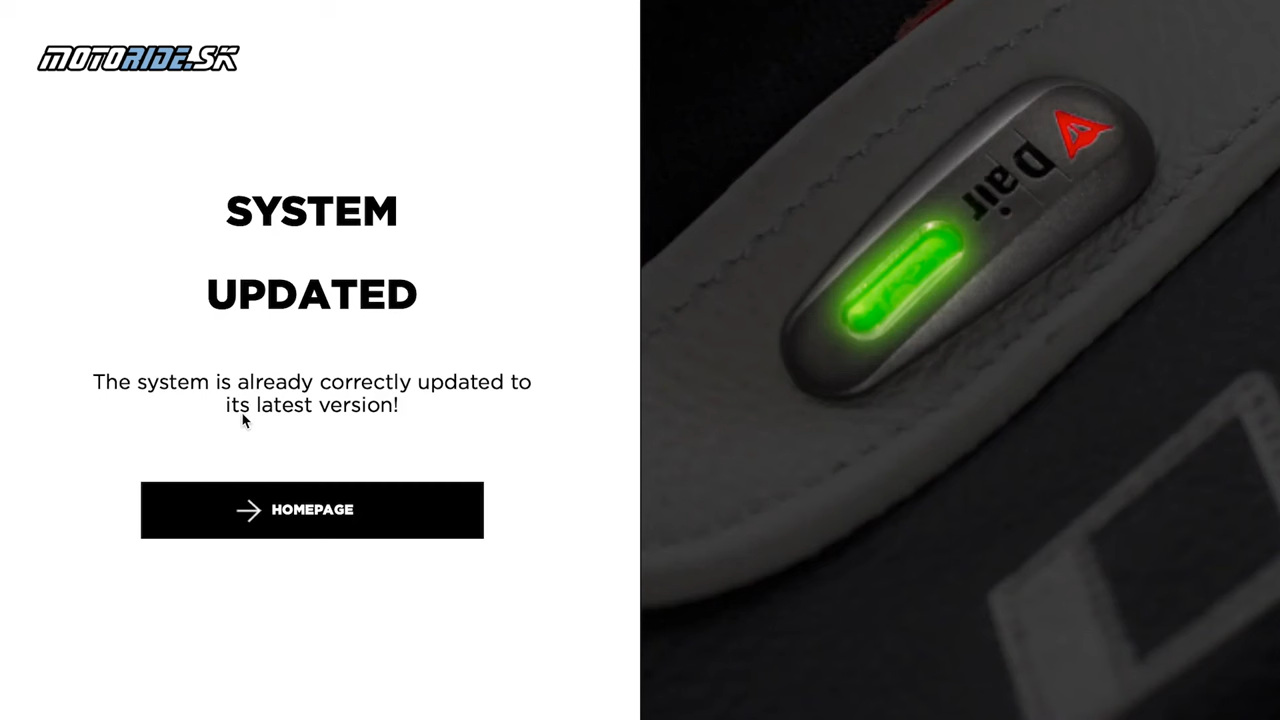 MOTORIDE.SK
SYSTEM
UPDATED
The system is already correctly updated to
its latest version!
HOMEPAGE
D air